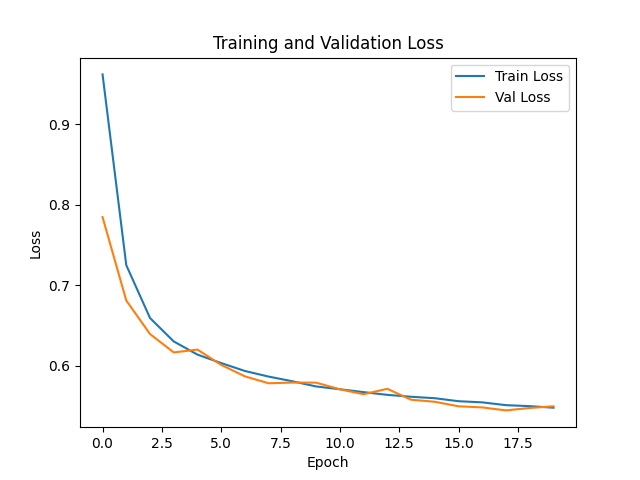 Training and Validation Loss
Train Loss
Val Loss
0.9
0.8
0.7
0.6
Loss
0.0 2.5 5.0 7.5 10.0 12.5 15.0 17.5
Epoch